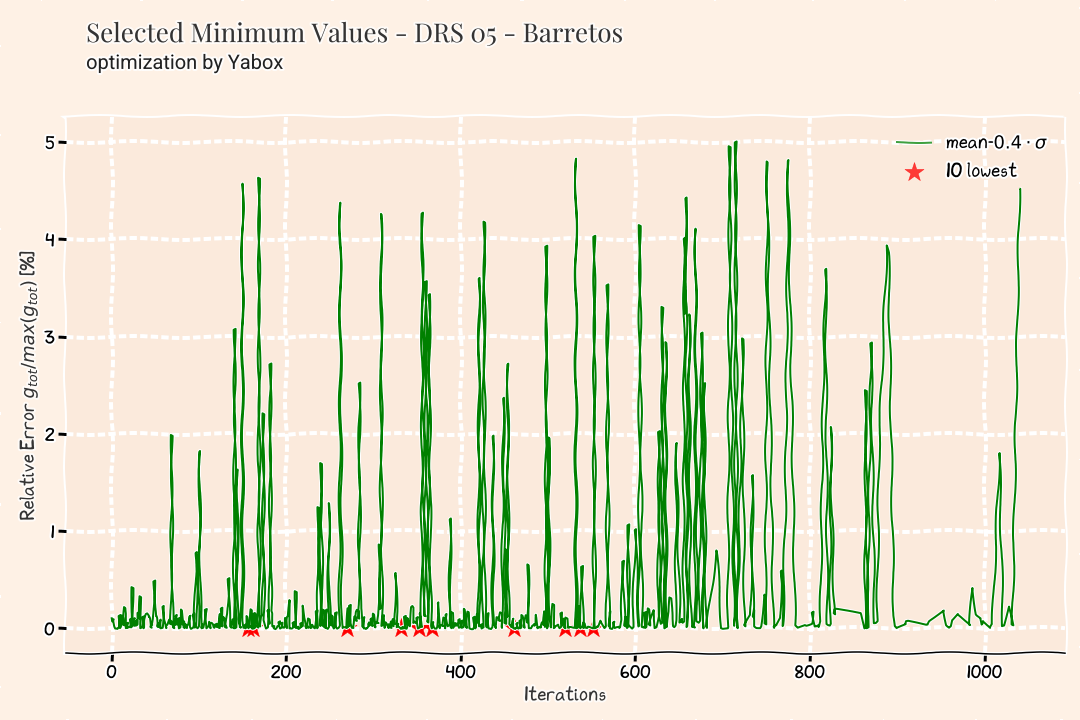 Selected Minimum Values - DRS 05 - Barretos
optimization by Yabox
mean-0.4 · σ
10 lowest
Relative Error g_tot/max(g_tot) [%]
5
4
3
2
1
0
0 200 400 600 800 1000
Iterations